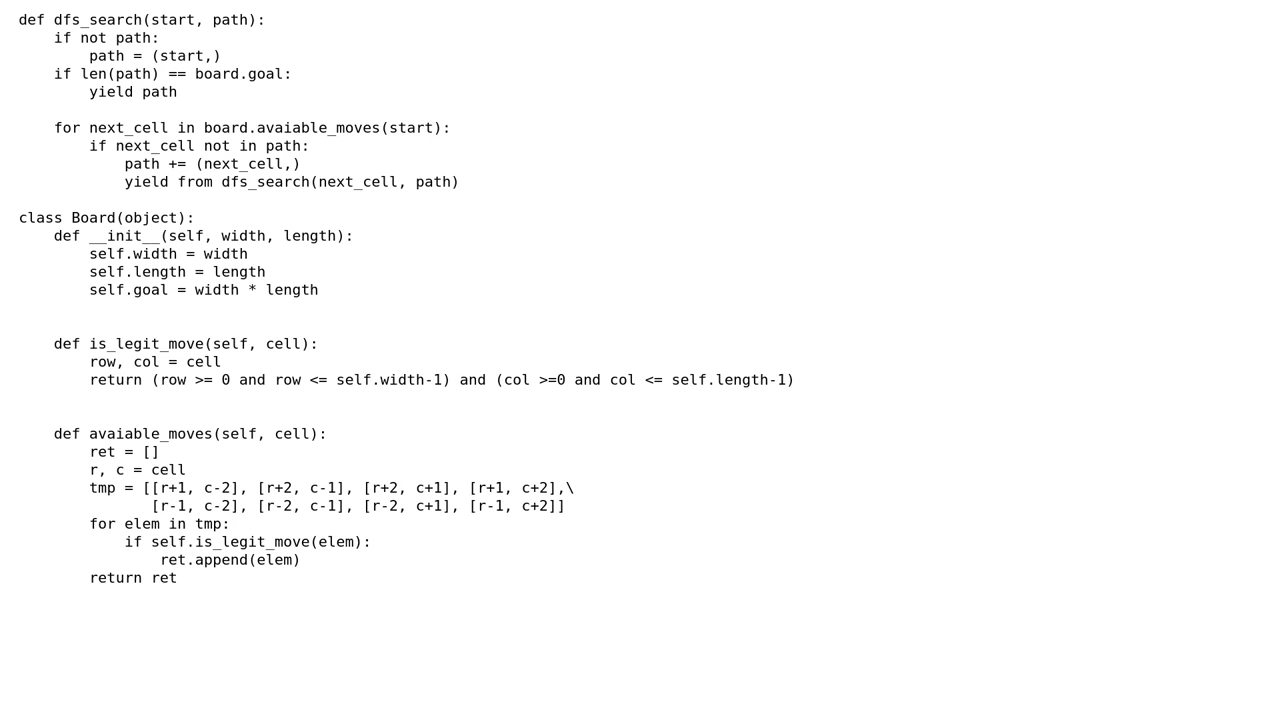 def dfs_search(start, path):
    if not path:
        path = (start,)
    if len(path) == board.goal:
        yield path

    for next_cell in board.avaiable_moves(start):
        if next_cell not in path:
            path += (next_cell,)
            yield from dfs_search(next_cell, path)

class Board(object):
    def __init__(self, width, length):
        self.width = width
        self.length = length
        self.goal = width * length


    def is_legit_move(self, cell):
        row, col = cell
        return (row >= 0 and row <= self.width-1) and (col >=0 and col <= self.length-1)


    def avaiable_moves(self, cell):
        ret = []
        r, c = cell
        tmp = [[r+1, c-2], [r+2, c-1], [r+2, c+1], [r+1, c+2],\
               [r-1, c-2], [r-2, c-1], [r-2, c+1], [r-1, c+2]]
        for elem in tmp:
            if self.is_legit_move(elem):
                ret.append(elem)
        return ret